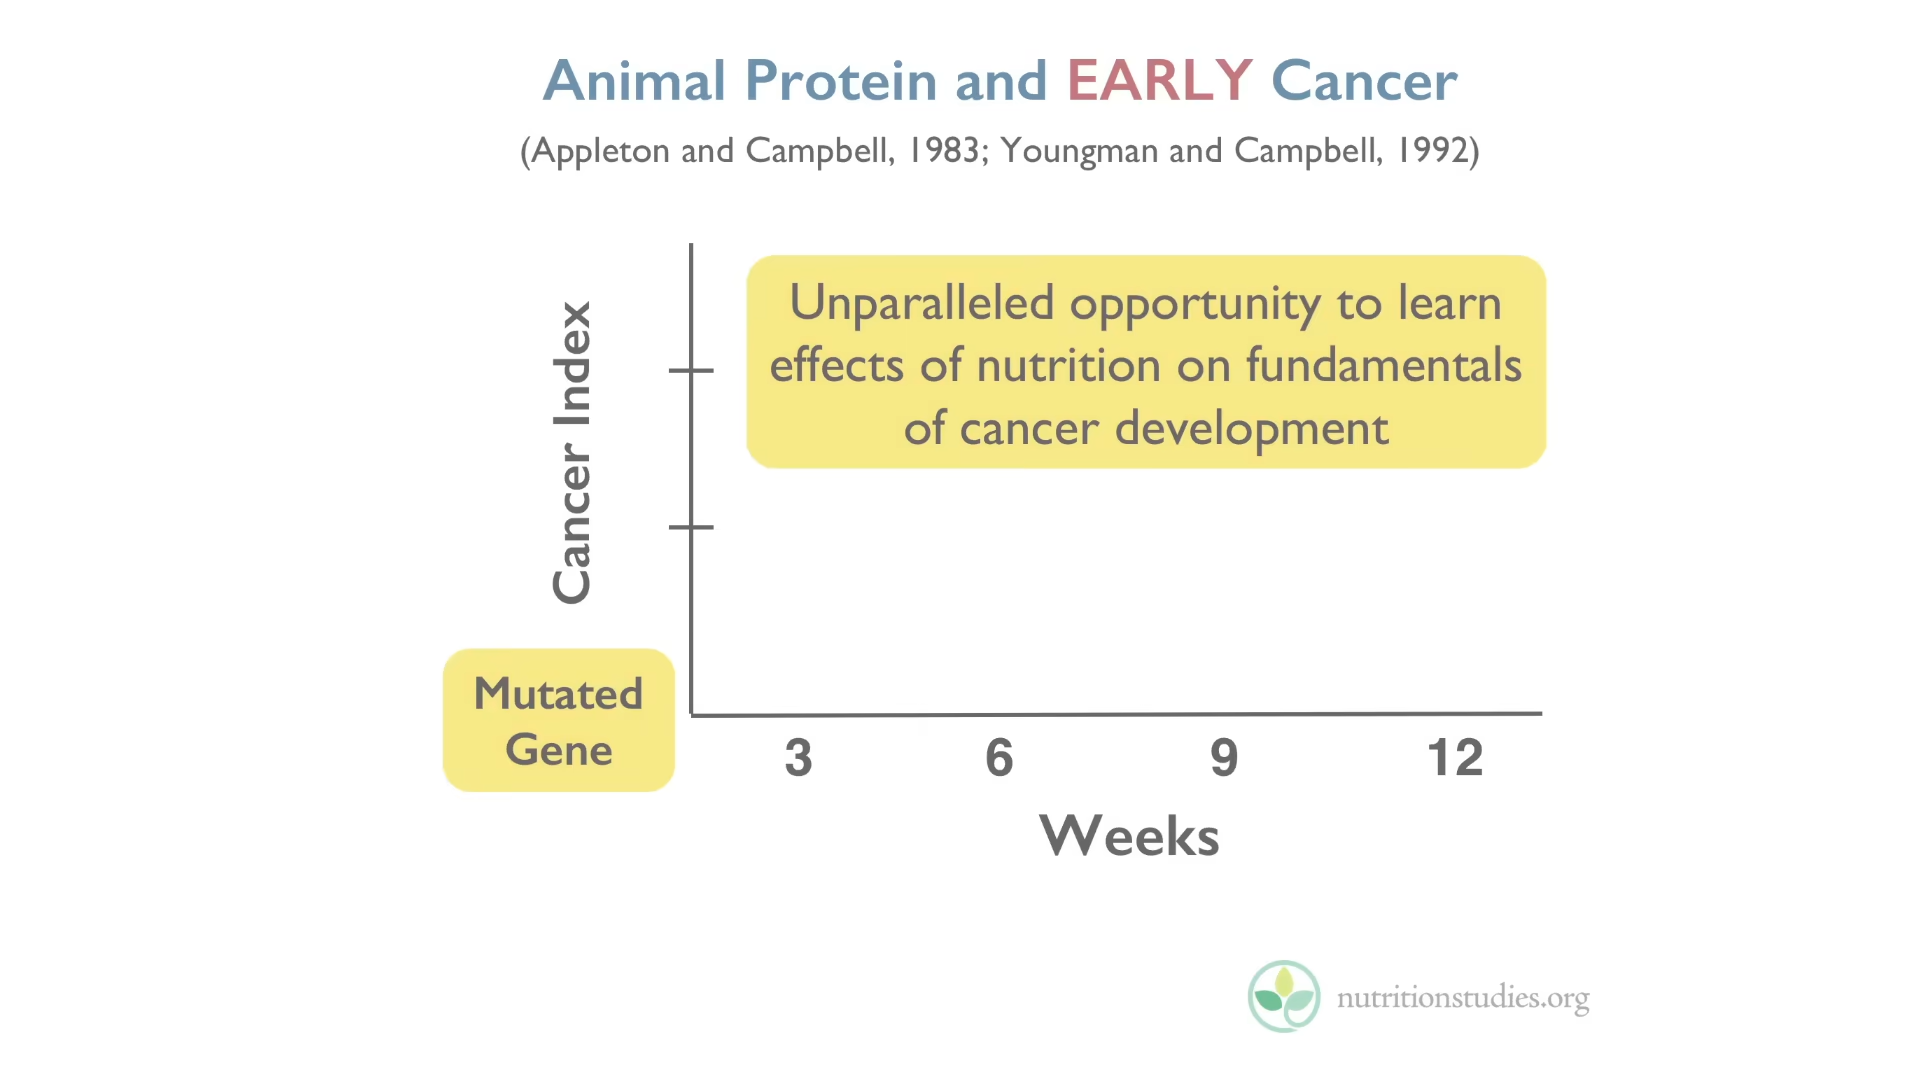 Animal Protein and EARLY Cancer
(Appleton and Campbell, 1983; Youngman and Campbell, 1992)
Unparalleled opportunity to learn
effects of nutrition on fundamentals
of cancer development
Cancer Index
Mutated
Gene
3 6 9 12
Weeks
nutritionstudies.org